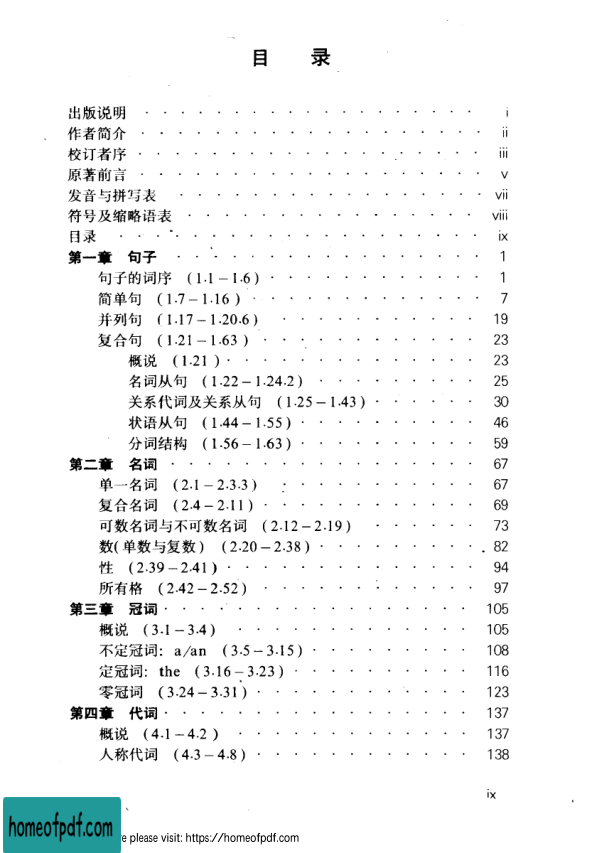 目 录
出版说明 · · · · · · · · · · · · · · · · · · · i
作者简介 · · · · · · · · · · · · · · · · · · · ii
校订者序 · · · · · · · · · · · · · · · · · · · iii
原著前言 · · · · · · · · · · · · · · · · · · · v
发音与拼写表 · · · · · · · · · · · · · · · · · vii
符号及缩略语表 · · · · · · · · · · · · · · · · viii
目录 · · · · · · · · · · · · · · · · · · · · ix
第一章 句子 · · · · · · · · · · · · · · · · · 1
句子的词序 (1.1－1.6) · · · · · · · · · · · · 1
简单句 (1.7－1.16) · · · · · · · · · · · · · 7
并列句 (1.17－1.20.6) · · · · · · · · · · · 19
复合句 (1.21－1.63) · · · · · · · · · · · · 23
概说 (1.21) · · · · · · · · · · · · · · 23
名词从句 (1.22－1.24.2) · · · · · · · · · 25
关系代词及关系从句 (1.25－1.43) · · · · · · 30
状语从句 (1.44－1.55) · · · · · · · · · · 46
分词结构 (1.56－1.63) · · · · · · · · · · 59
第二章 名词 · · · · · · · · · · · · · · · · · 67
单一名词 (2.1－2.3.3) · · · · · · · · · · · 67
复合名词 (2.4－2.11) · · · · · · · · · · · · 69
可数名词与不可数名词 (2.12－2.19) · · · · · · 73
数(单数与复数) (2.20－2.38) · · · · · · · · · 82
性 (2.39－2.41) · · · · · · · · · · · · · · 94
所有格 (2.42－2.52) · · · · · · · · · · · · 97
第三章 冠词 · · · · · · · · · · · · · · · · · 105
概说 (3.1－3.4) · · · · · · · · · · · · · 105
不定冠词: a/an (3.5－3.15) · · · · · · · · · 108
定冠词: the (3.16－3.23) · · · · · · · · · · 116
零冠词 (3.24－3.31) · · · · · · · · · · · · 123
第四章 代词 · · · · · · · · · · · · · · · · · 137
概说 (4.1－4.2) · · · · · · · · · · · · · 137
人称代词 (4.3－4.8) · · · · · · · · · · · · 138
ix
homeofpdf.com
please visit: https://homeofpdf.com